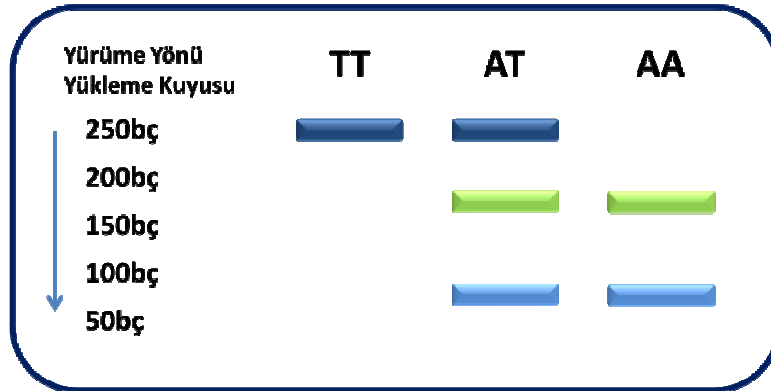 Yürüme Yönü
Yükleme Kuyusu
TT AT AA
250bç
200bç
150bç
100bç
50bç